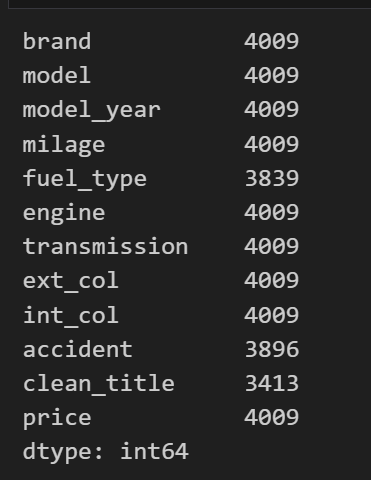 brand 4009
model 4009
model_year 4009
milage 4009
fuel_type 3839
engine 4009
transmission 4009
ext_col 4009
int_col 4009
accident 3896
clean_title 3413
price 4009
dtype: int64